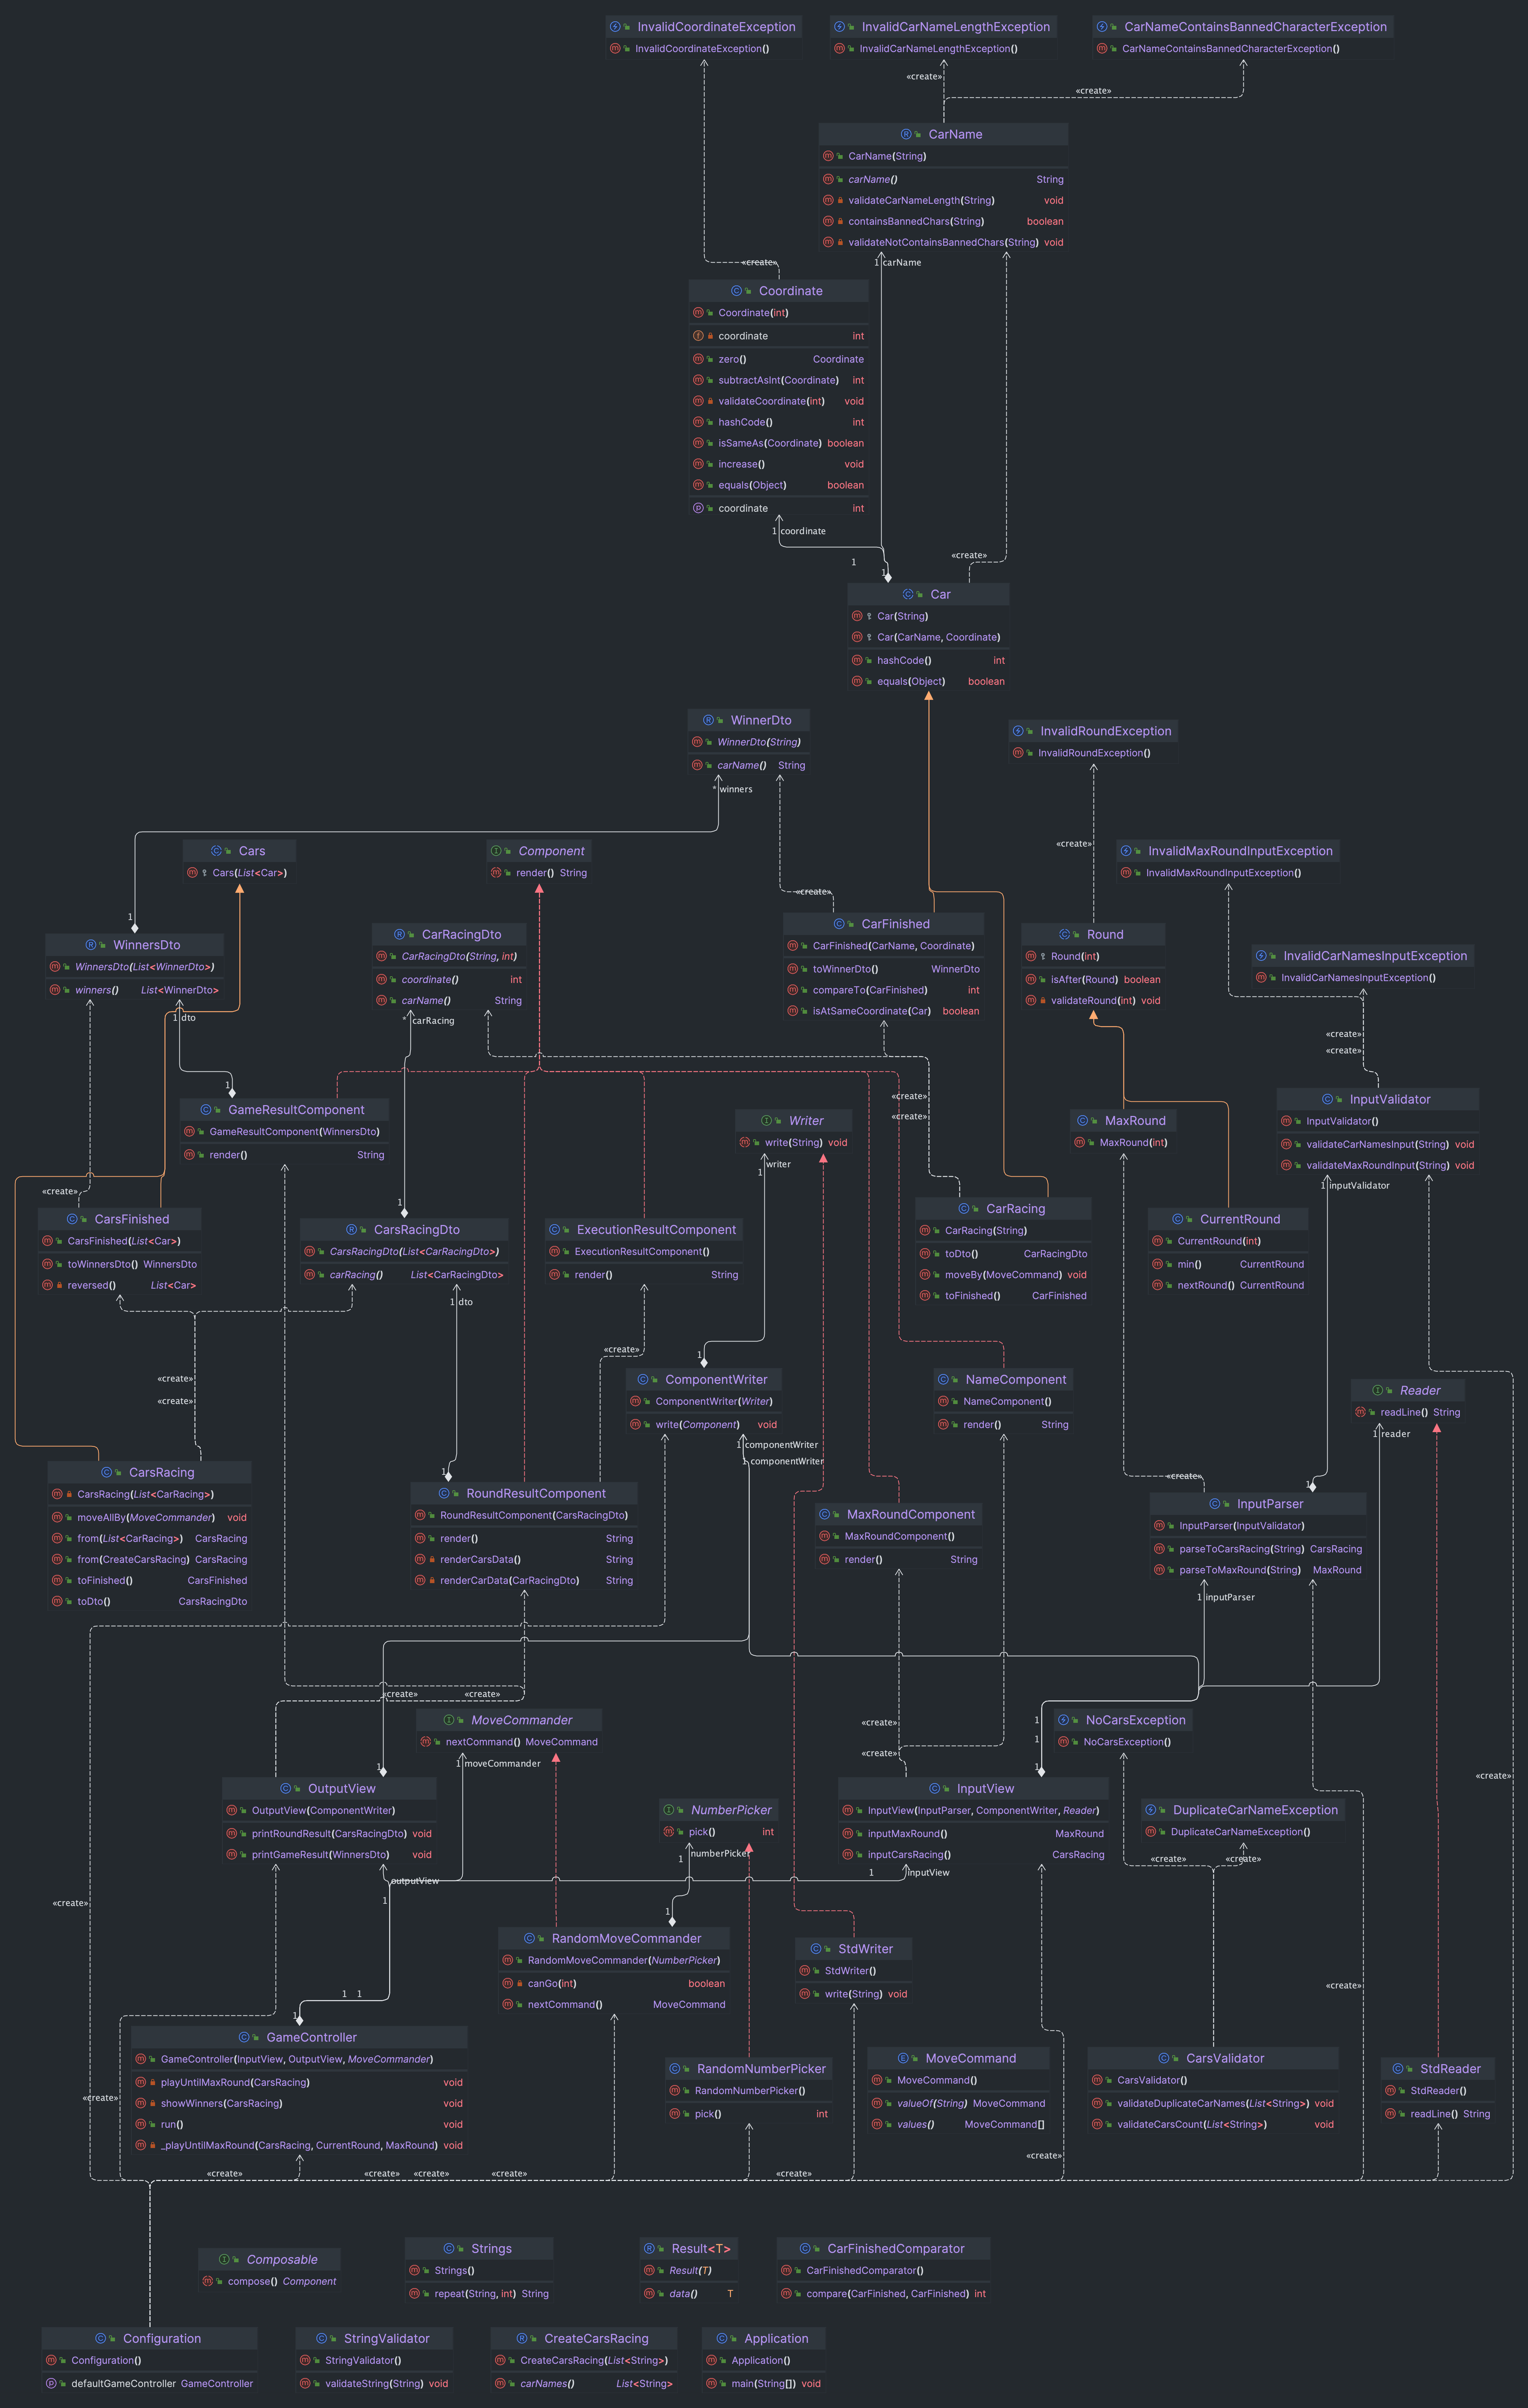 InvalidCoordinateException
InvalidCoordinateException()
InvalidCarNameLengthException
InvalidCarNameLengthException()
CarNameContainsBannedCharacterException
CarNameContainsBannedCharacterException()
«create»
«create»
CarName
CarName(String)
carName() String
validateCarNameLength(String) void
containsBannedChars(String) boolean
validateNotContainsBannedChars(String) void
«create»
1 carName
Coordinate
Coordinate(int)
coordinate int
zero() Coordinate
subtractAsInt(Coordinate) int
validateCoordinate(int) void
hashCode() int
isSameAs(Coordinate) boolean
increase() void
equals(Object) boolean
coordinate int
1 coordinate
«create»
1
1
Car
Car(String)
Car(CarName, Coordinate)
hashCode() int
equals(Object) boolean
WinnerDto
WinnerDto(String)
carName() String
* winners
InvalidRoundException
InvalidRoundException()
«create»
Cars
Cars(List<Car>)
Component
render() String
InvalidMaxRoundInputException
InvalidMaxRoundInputException()
«create»
1
WinnersDto
WinnersDto(List<WinnerDto>)
winners() List<WinnerDto>
1 dto
CarRacingDto
CarRacingDto(String, int)
coordinate() int
carName() String
* carRacing
CarFinished
CarFinished(CarName, Coordinate)
toWinnerDto() WinnerDto
compareTo(CarFinished) int
isAtSameCoordinate(Car) boolean
Round
Round(int)
isAfter(Round) boolean
validateRound(int) void
InvalidCarNamesInputException
InvalidCarNamesInputException()
«create»
«create»
1
GameResultComponent
GameResultComponent(WinnersDto)
render() String
«create»
«create»
Writer
write(String) void
1 writer
MaxRound
MaxRound(int)
InputValidator
InputValidator()
validateCarNamesInput(String) void
validateMaxRoundInput(String) void
1 inputValidator
«create»
CarsFinished
CarsFinished(List<Car>)
toWinnersDto() WinnersDto
reversed() List<Car>
1
CarsRacingDto
CarsRacingDto(List<CarRacingDto>)
carRacing() List<CarRacingDto>
1 dto
ExecutionResultComponent
ExecutionResultComponent()
render() String
CarRacing
CarRacing(String)
toDto() CarRacingDto
moveBy(MoveCommand) void
toFinished() CarFinished
CurrentRound
CurrentRound(int)
min() CurrentRound
nextRound() CurrentRound
«create»
«create»
«create»
1
ComponentWriter
ComponentWriter(Writer)
write(Component) void
1 componentWriter
1 componentWriter
NameComponent
NameComponent()
render() String
Reader
readLine() String
1 reader
CarsRacing
CarsRacing(List<CarRacing>)
moveAllBy(MoveCommander) void
from(List<CarRacing>) CarsRacing
from(CreateCarsRacing) CarsRacing
toFinished() CarsFinished
toDto() CarsRacingDto
1
RoundResultComponent
RoundResultComponent(CarsRacingDto)
render() String
renderCarsData() String
renderCarData(CarRacingDto) String
MaxRoundComponent
MaxRoundComponent()
render() String
«create»
1
InputParser
InputParser(InputValidator)
parseToCarsRacing(String) CarsRacing
parseToMaxRound(String) MaxRound
1 inputParser
«create»
«create»
MoveCommander
nextCommand() MoveCommand
1 moveCommander
«create»
«create»
1
1
1
NoCarsException
NoCarsException()
«create»
1
OutputView
OutputView(ComponentWriter)
printRoundResult(CarsRacingDto) void
printGameResult(WinnersDto) void
NumberPicker
pick() int
1 numberPicker
InputView
InputView(InputParser, ComponentWriter, Reader)
inputMaxRound() MaxRound
inputCarsRacing() CarsRacing
1 inputView
DuplicateCarNameException
DuplicateCarNameException()
«create»
«create»
outputView
1
«create»
1
RandomMoveCommander
RandomMoveCommander(NumberPicker)
canGo(int) boolean
nextCommand() MoveCommand
StdWriter
StdWriter()
write(String) void
«create»
1 1
1
GameController
GameController(InputView, OutputView, MoveCommander)
playUntilMaxRound(CarsRacing) void
showWinners(CarsRacing) void
run() void
_playUntilMaxRound(CarsRacing, CurrentRound, MaxRound) void
«create»
RandomNumberPicker
RandomNumberPicker()
pick() int
MoveCommand
MoveCommand()
valueOf(String) MoveCommand
values() MoveCommand[]
CarsValidator
CarsValidator()
validateDuplicateCarNames(List<String>) void
validateCarsCount(List<String>) void
StdReader
StdReader()
readLine() String
«create»
«create»
«create»
«create»
«create»
«create»
«create»
Composable
compose() Component
Strings
Strings()
repeat(String, int) String
Result<T>
Result(T)
data() T
CarFinishedComparator
CarFinishedComparator()
compare(CarFinished, CarFinished) int
Configuration
Configuration()
defaultGameController GameController
StringValidator
StringValidator()
validateString(String) void
CreateCarsRacing
CreateCarsRacing(List<String>)
carNames() List<String>
Application
Application()
main(String[]) void